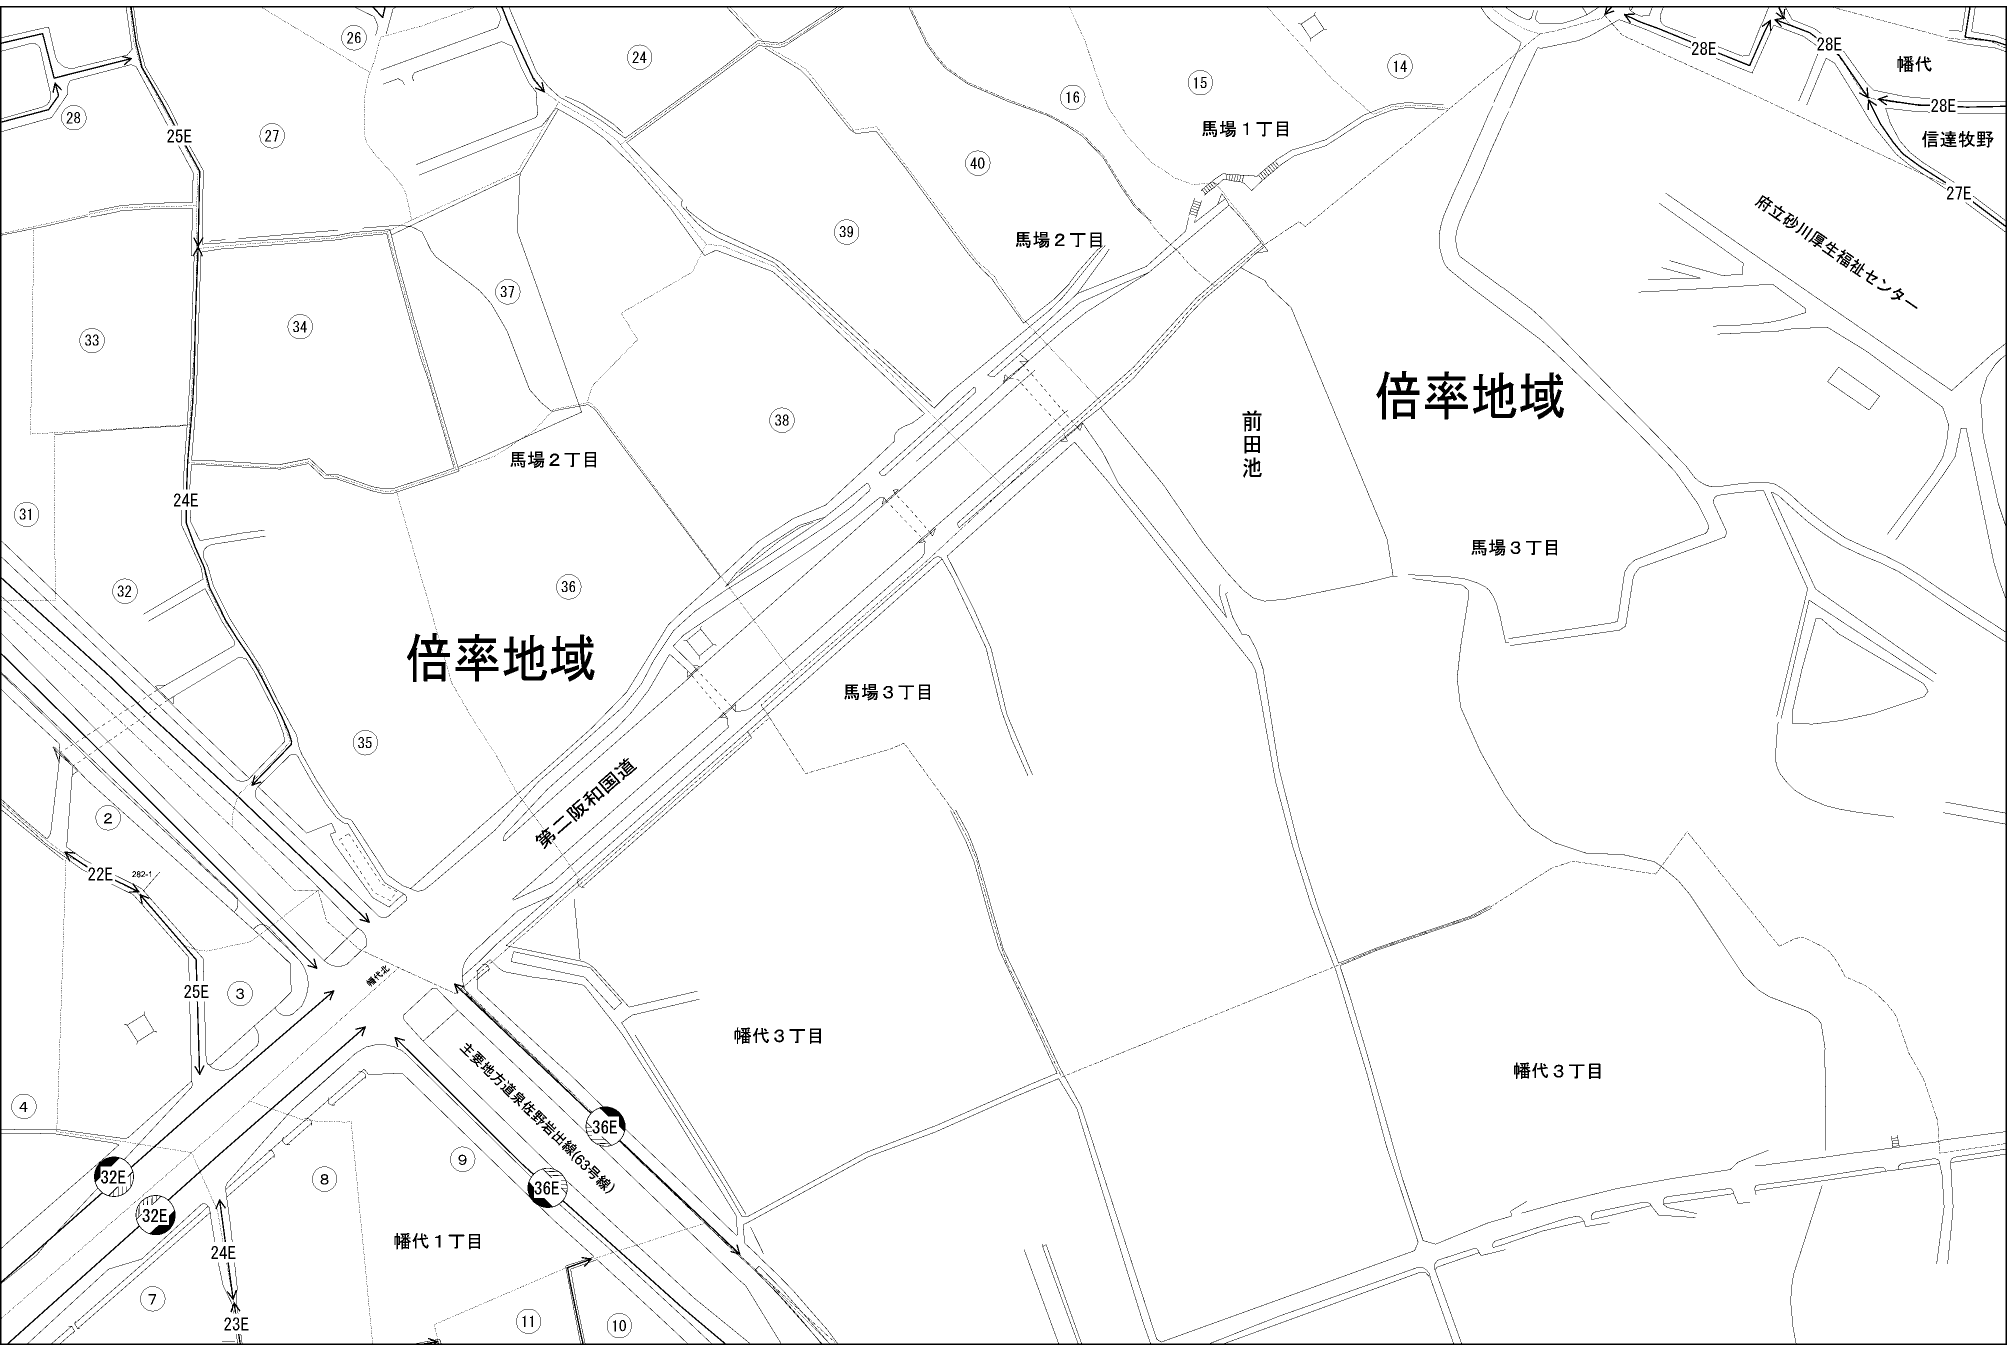 26
24
14
15
16
28E
28E
幡代
28E
28
25E
27
馬場1丁目
信達牧野
40
27E
府立砂川厚生福祉センター
39
馬場2丁目
37
34
33
倍率地域
38
前田池
馬場2丁目
24E
31
馬場3丁目
36
32
倍率地域
馬場3丁目
35
第二阪和国道
2
22E
282-1
幡代北
25E
3
幡代3丁目
主要地方道泉佐野岩出線(63号線)
幡代3丁目
4
36E
9
32E
8
36E
32E
幡代1丁目
24E
7
23E
11
10